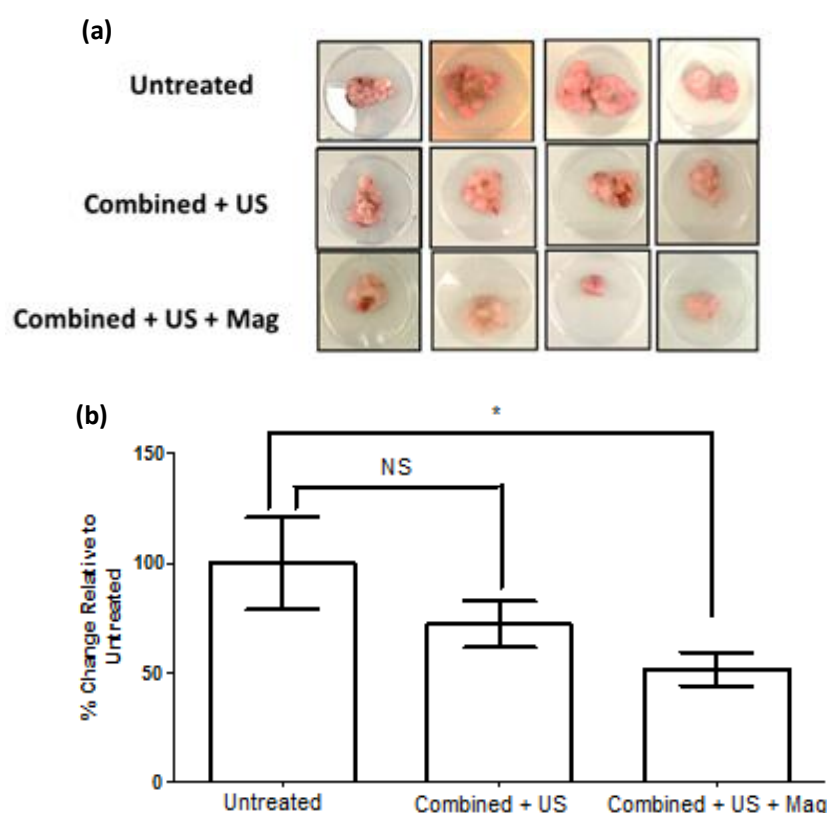 (a)
Untreated
Combined + US
Combined + US + Mag
(b)
*
NS
150
100
50
0
% Change Relative to
Untreated
Untreated
Combined + US
Combined + US + Mag